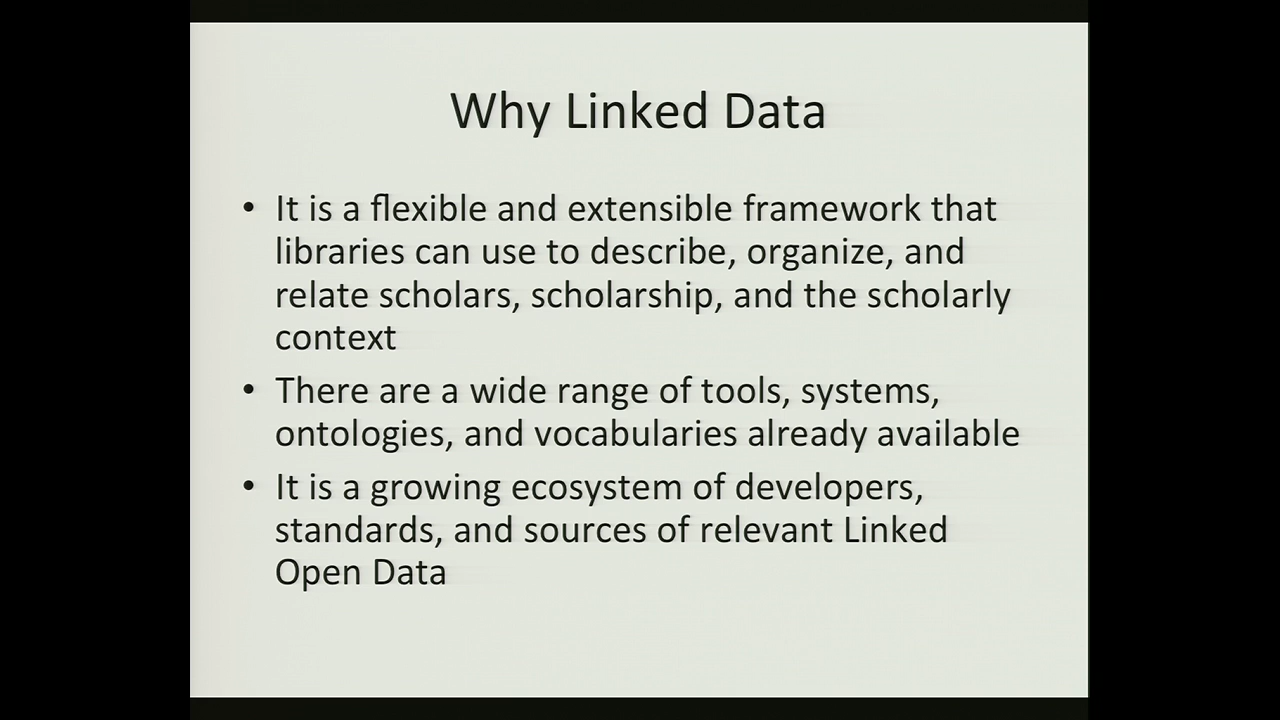 Why Linked Data
• It is a flexible and extensible framework that
libraries can use to describe, organize, and
relate scholars, scholarship, and the scholarly
context
• There are a wide range of tools, systems,
ontologies, and vocabularies already available
• It is a growing ecosystem of developers,
standards, and sources of relevant Linked
Open Data